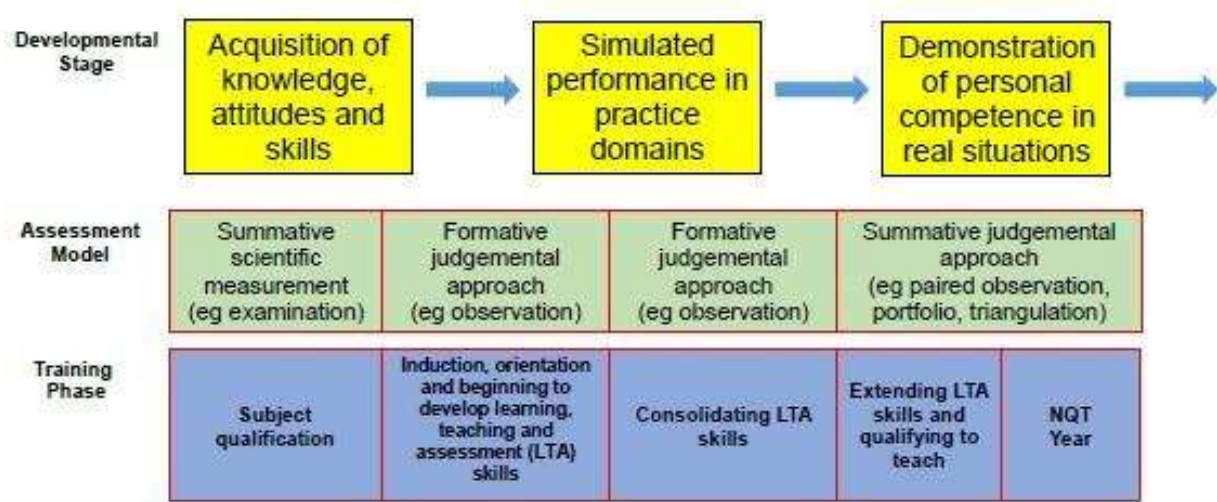 Developmental
Stage
Acquisition of
knowledge,
attitudes and
skills
Simulated
performance in
practice
domains
Demonstration
of personal
competence in
real situations
Assessment
Model
Summative
scientific
measurement
(eg examination)
Formative
judgemental
approach
(eg observation)
Formative
judgemental
approach
(eg observation)
Summative judgemental
approach
(eg paired observation,
portfolio, triangulation)
Training
Phase
Subject
qualification
Induction, orientation
and beginning to
develop learning,
teaching and
assessment (LTA)
skills
Consolidating LTA
skills
Extending LTA
skills and
qualifying to
teach
NQT
Year